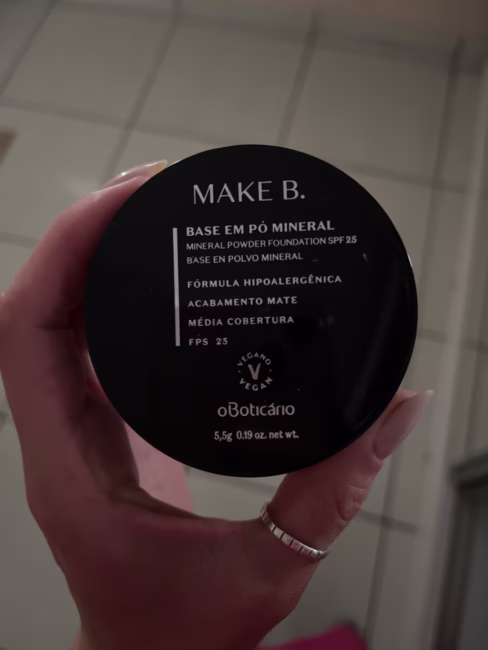 MAKE B.
BASE EM PÓ MINERAL
MINERAL POWDER FOUNDATION SPF 25
BASE EN POLVO MINERAL
FÓRMULA HIPOALERGÊNICA
ACABAMENTO MATE
MÉDIA COBERTURA
FPS 25
VEGANO
V
VEGAN
oBoticário
5,5g 0.19 oz. net wt.